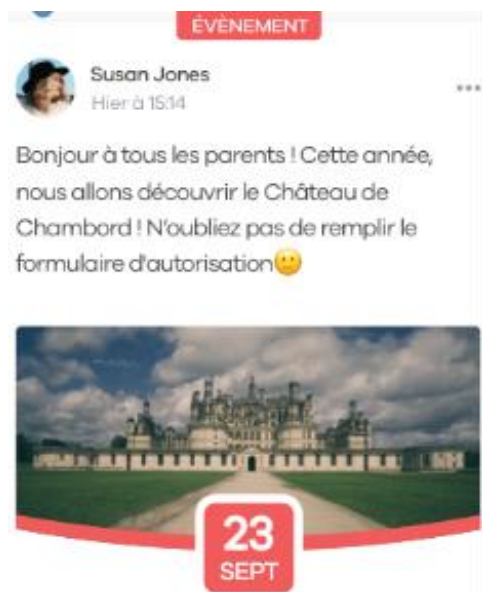 ÉVÈNEMENT
Susan Jones
Hier à 15:14
Bonjour à tous les parents ! Cette année,
nous allons découvrir le Château de
Chambord ! N'oubliez pas de remplir le
formulaire d'autorisation🙂
23
SEPT